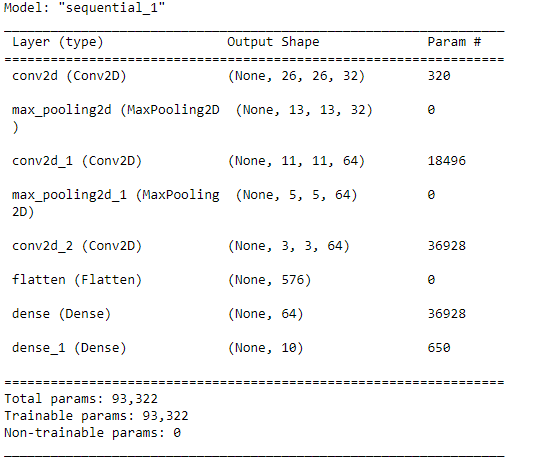 Model: "sequential_1"
_________________________________________________________________
Layer (type) Output Shape Param #
=================================================================
conv2d (Conv2D) (None, 26, 26, 32) 320
max_pooling2d (MaxPooling2D (None, 13, 13, 32) 0
)
conv2d_1 (Conv2D) (None, 11, 11, 64) 18496
max_pooling2d_1 (MaxPooling (None, 5, 5, 64) 0
2D)
conv2d_2 (Conv2D) (None, 3, 3, 64) 36928
flatten (Flatten) (None, 576) 0
dense (Dense) (None, 64) 36928
dense_1 (Dense) (None, 10) 650
=================================================================
Total params: 93,322
Trainable params: 93,322
Non-trainable params: 0
_________________________________________________________________